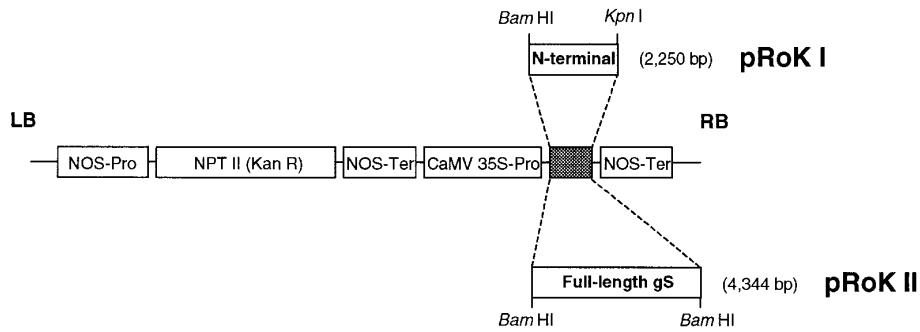 Bam HI Kpn I
N-terminal (2,250 bp) pRoK I
LB RB
NOS-Pro NPT II (Kan R) NOS-Ter CaMV 35S-Pro NOS-Ter
Full-length gS (4,344 bp) pRoK II
Bam HI Bam HI